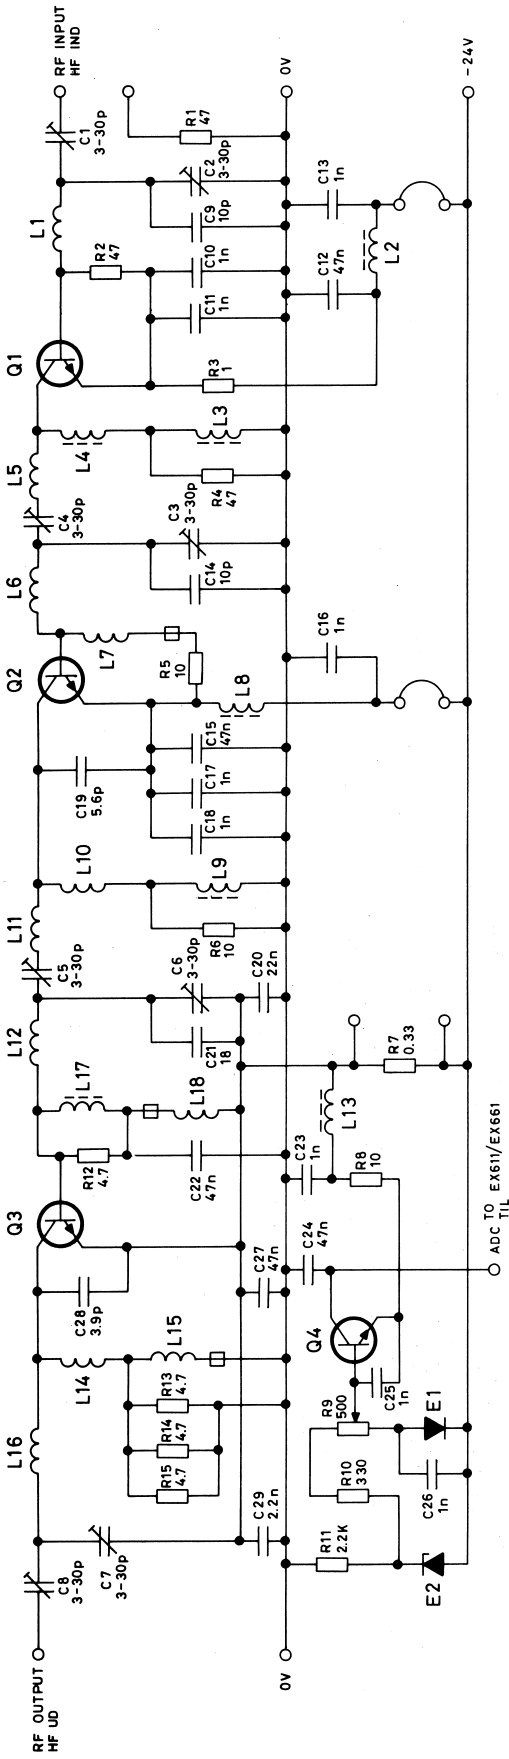 RF INPUT
HF IND
C1
3-30p
0V
-24V
R1
47
C2
3-30p
C9
10p
C10
1n
C11
1n
R2
47
L1
Q1
R3
1
C13
1n
C12
47n
L2
L5
L4
L3
R4
47
C4
3-30p
C3
3-30p
C14
10p
L6
Q2
L7
R5
10
L8
C16
1n
C19
5.6p
C15
47n
C17
1n
C18
1n
L10
L9
R6
10
L11
C5
3-30p
C6
3-30p
C20
22n
C21
18
L12
L17
L18
R12
4.7
C22
47n
L13
R7
0.33
C23
1n
R8
10
Q3
C28
3.9p
C27
47n
C24
47n
ADC TO EX611/EX661
TIL
Q4
C25
1n
L14
L15
R13
4.7
R14
4.7
R15
4.7
L16
R9
500
E1
R10
330
C26
1n
R11
2.2K
E2
C29
2.2n
C7
3-30p
C8
3-30p
RF OUTPUT
HF UD
0V